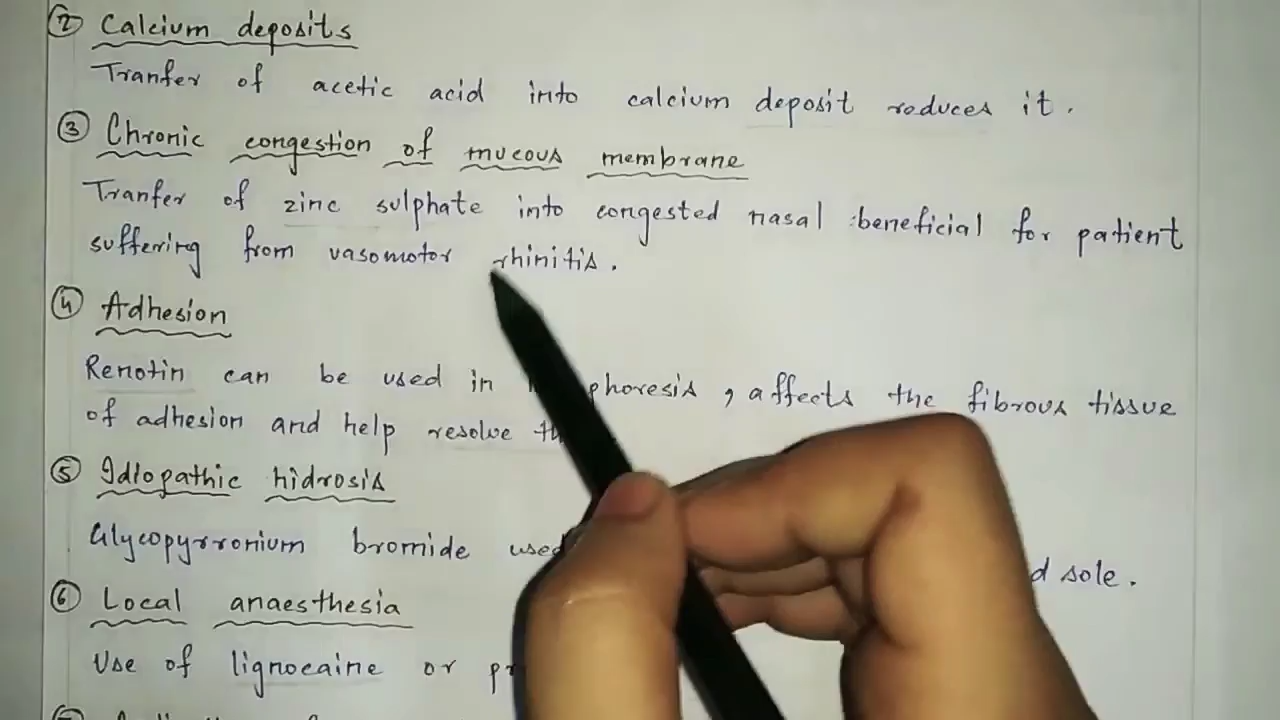 ② Calcium deposits
Tranfer of acetic acid into calcium deposit reduces it.
③ Chronic congestion of mucous membrane
Tranfer of zinc sulphate into congested nasal beneficial for patient
suffering from vasomotor rhinitis.
④ Adhesion
Renotin can be used in phoresis, affects the fibrous tissue
of adhesion and help resolve
⑤ Idiopathic hidrosis
Glycopyrronium bromide used sole.
⑥ Local anaesthesia
Use of lignocaine or